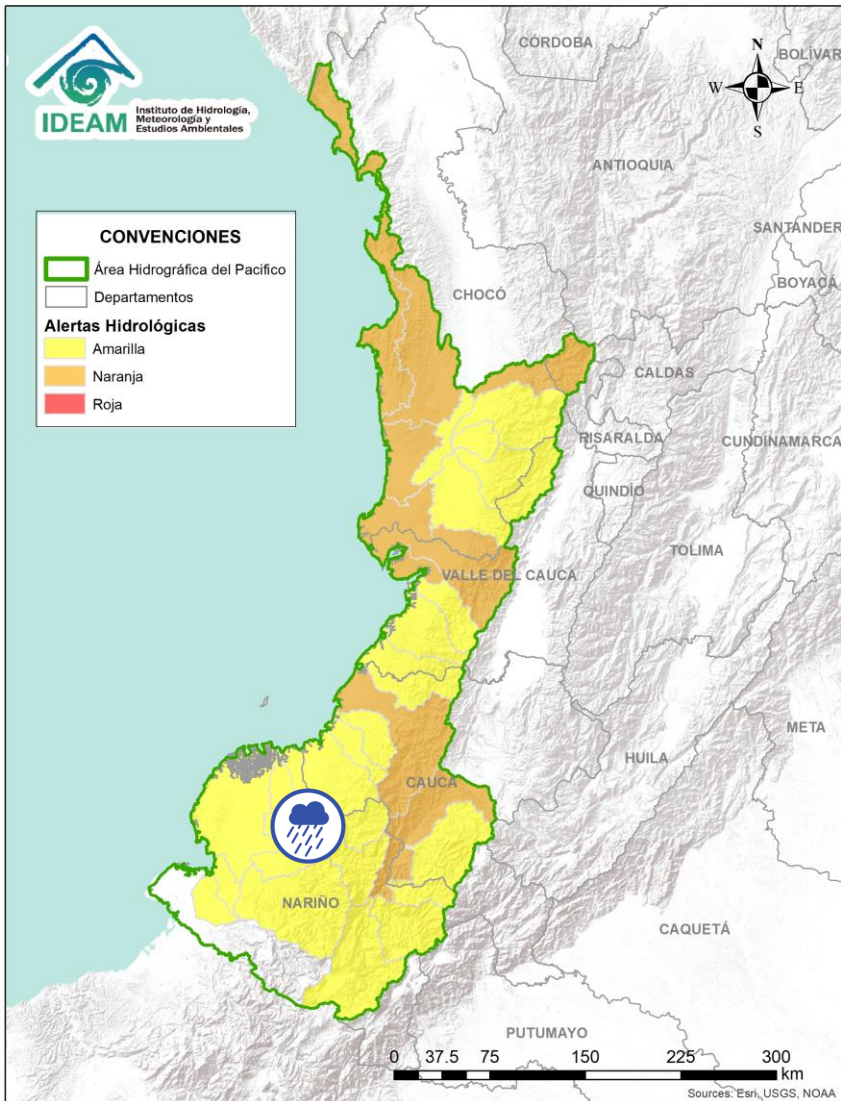 IDEAM
Instituto de Hidrología,
Meteorología y
Estudios Ambientales
N
W
E
S
CÓRDOBA
BOLÍVAR
ANTIOQUIA
SANTANDER
BOYACÁ
CHOCÓ
CALDAS
RISARALDA
CUNDINAMARCA
QUINDÍO
TOLIMA
VALLE DEL CAUCA
META
HUILA
CAUCA
NARIÑO
CAQUETÁ
PUTUMAYO
CONVENCIONES
Área Hidrográfica del Pacifico
Departamentos
Alertas Hidrológicas
Amarilla
Naranja
Roja
0 37.5 75 150 225 300
km
Sources: Esri, USGS, NOAA